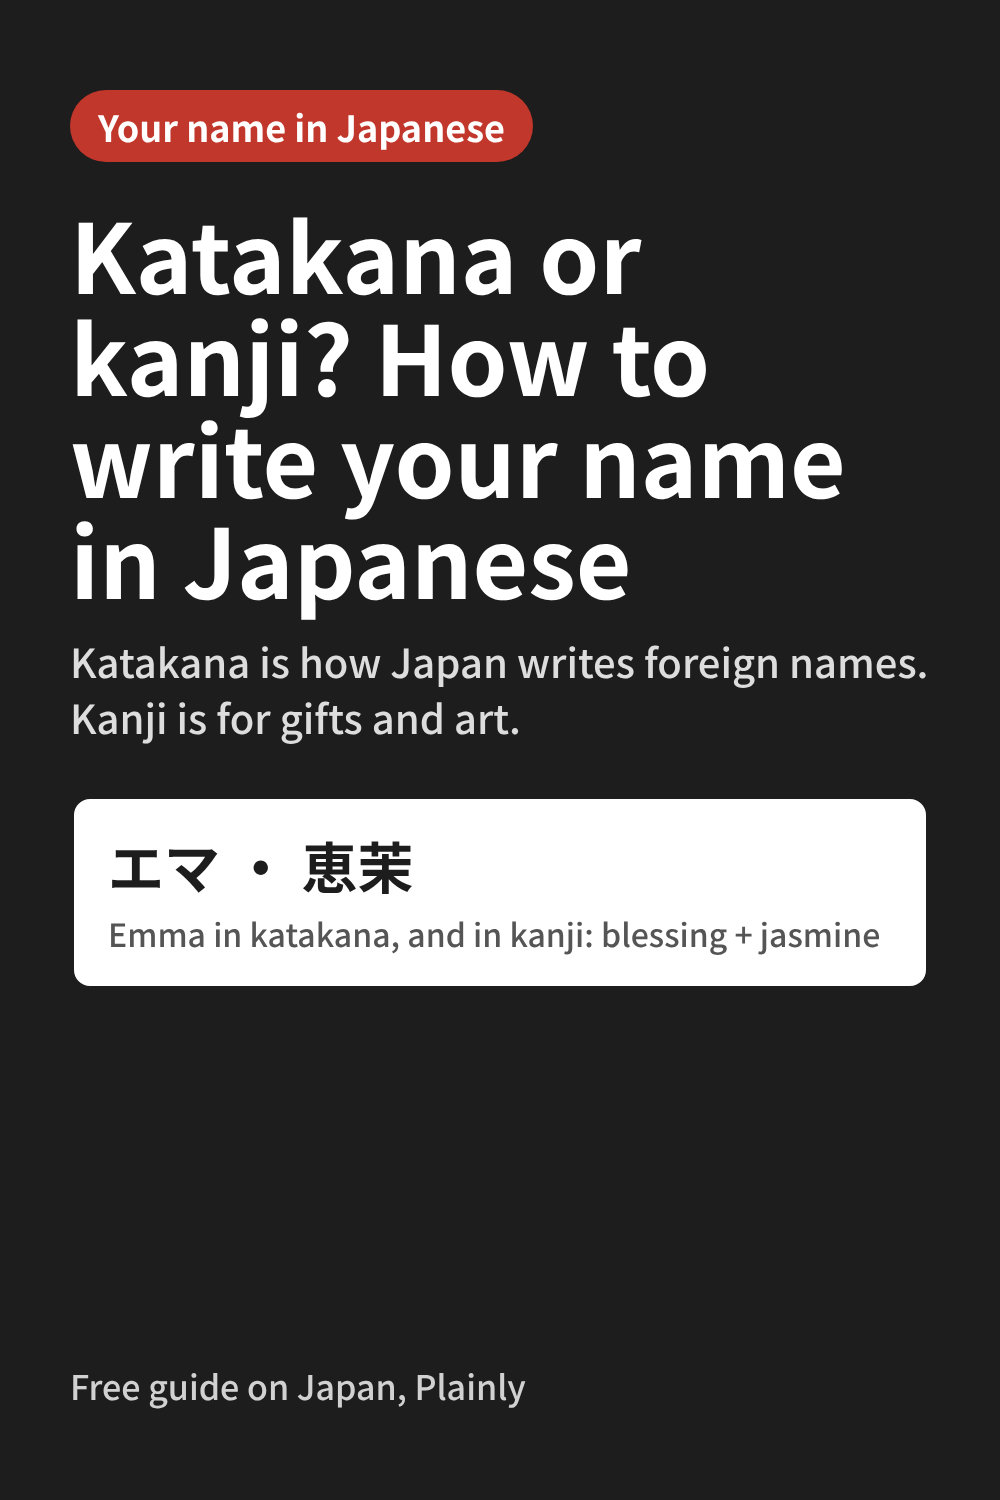 Your name in Japanese
Katakana or
kanji? How to
write your name
in Japanese
Katakana is how Japan writes foreign names.
Kanji is for gifts and art.
エマ ・ 恵茉
Emma in katakana, and in kanji: blessing + jasmine
Free guide on Japan, Plainly